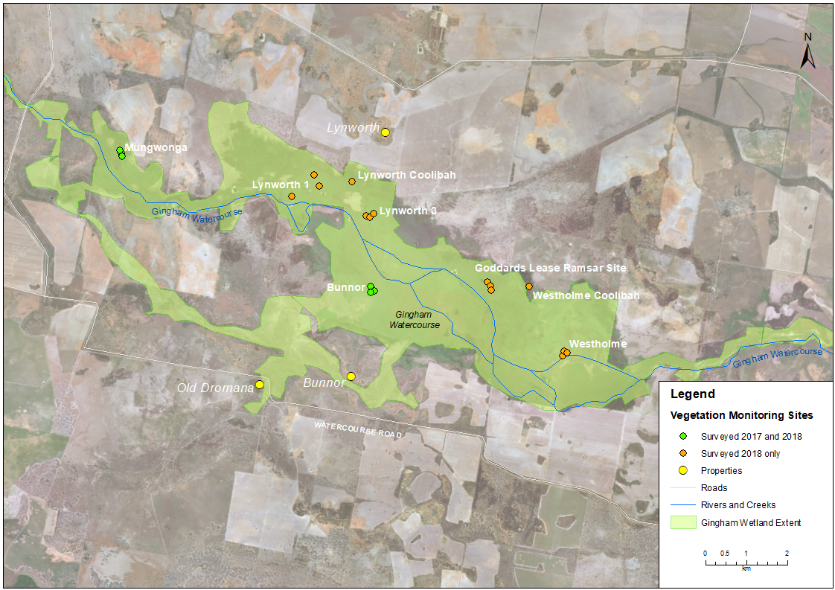 N
Lynworth
Mungwonga
Lynworth Coolibah
Lynworth 1
Gingham Watercourse
Lynworth 3
Goddards Lease Ramsar Site
Bunnor
Westholme Coolibah
Gingham
Watercourse
Westholme
Gingham Watercourse
Old Dromana
Bunnor
WATERCOURSE ROAD
Legend
Vegetation Monitoring Sites
Surveyed 2017 and 2018
Surveyed 2018 only
Properties
Roads
Rivers and Creeks
Gingham Wetland Extent
0 0.5 1 2
km